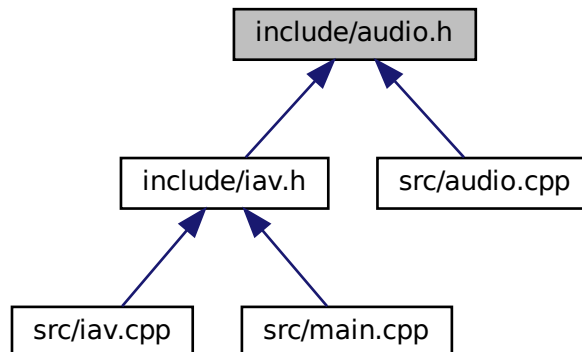 include/audio.h
include/iav.h
src/audio.cpp
src/iav.cpp
src/main.cpp